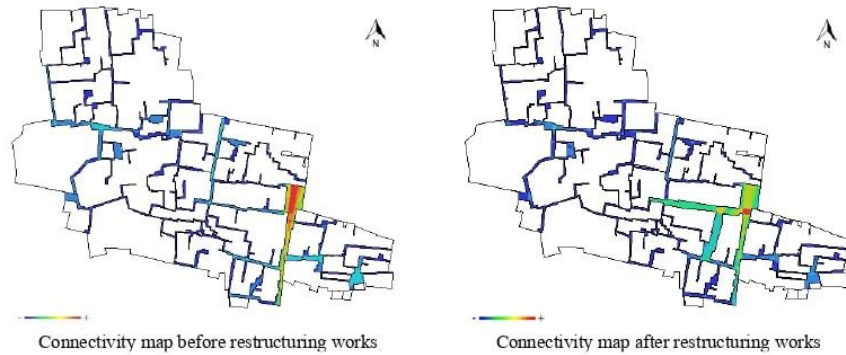 N
N
- +
- +
Connectivity map before restructuring works
Connectivity map after restructuring works